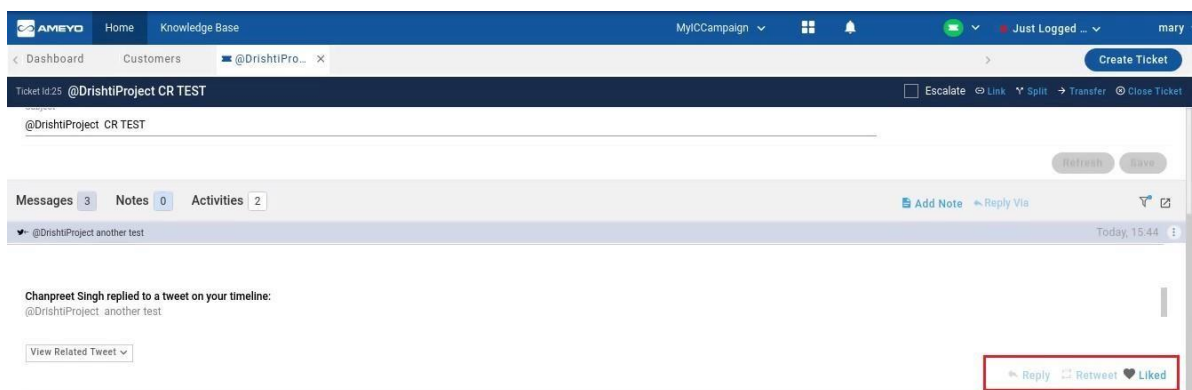 AMEYO Home Knowledge Base MyICCampaign Just Logged ... mary
Dashboard Customers @DrishtiPro... Create Ticket
Ticket Id:25 @DrishtiProject CR TEST Escalate Link Split Transfer Close Ticket
Subject
@DrishtiProject CR TEST
Refresh Save
Messages 3 Notes 0 Activities 2 Add Note Reply Via
@DrishtiProject another test Today, 15:44
Chanpreet Singh replied to a tweet on your timeline:
@DrishtiProject another test
View Related Tweet
Reply Retweet Liked